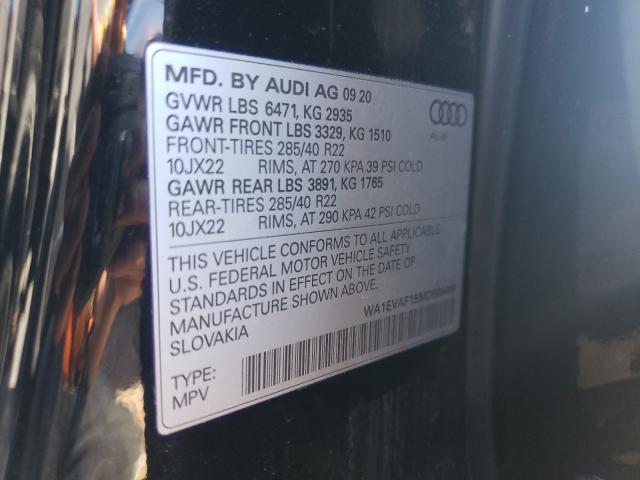 MFD. BY AUDI AG 09 20
GVWR LBS 6471, KG 2935
GAWR FRONT LBS 3329, KG 1510
FRONT-TIRES 285/40 R22
10JX22 RIMS, AT 270 KPA 39 PSI COLD
GAWR REAR LBS 3891, KG 1765
REAR-TIRES 285/40 R22
10JX22 RIMS, AT 290 KPA 42 PSI COLD
Audi
THIS VEHICLE CONFORMS TO ALL APPLICABLE
U. S. FEDERAL MOTOR VEHICLE SAFETY
STANDARDS IN EFFECT ON THE DATE OF
MANUFACTURE SHOWN ABOVE.
SLOVAKIA
TYPE:
MPV